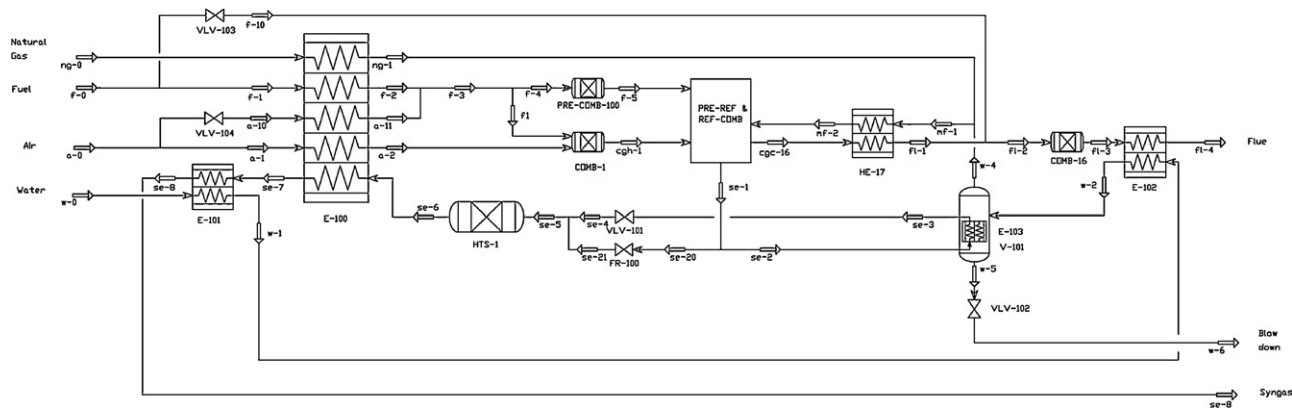 VLV-103
f-10
Natural
Gas
ng-0
ng-1
Fuel
f-0
f-1
f-2
f-3
f-4
PRE-COMB-100
f-5
PRE-REF &
REF-COMB
VLV-104
a-10
a-11
f1
mf-2
mf-1
Air
a-0
a-1
a-2
COMB-1
cgh-1
cgc-16
HE-17
fl-1
fl-2
COMB-16
fl-3
fl-4
Flue
w-4
w-2
E-102
Water
w-0
se-8
E-101
se-7
E-100
w-1
se-6
HTS-1
se-5
se-4
VLV-101
se-1
se-3
E-103
V-101
se-21
FR-100
se-20
se-2
w-5
VLV-102
w-6
Blow
down
se-8
Syngas